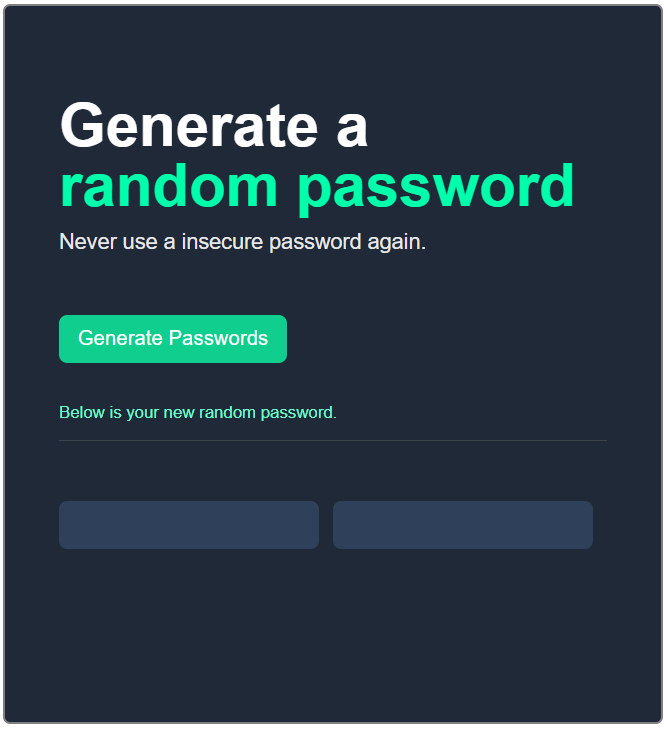 Generate a
random password
Never use a insecure password again.
Generate Passwords
Below is your new random password.